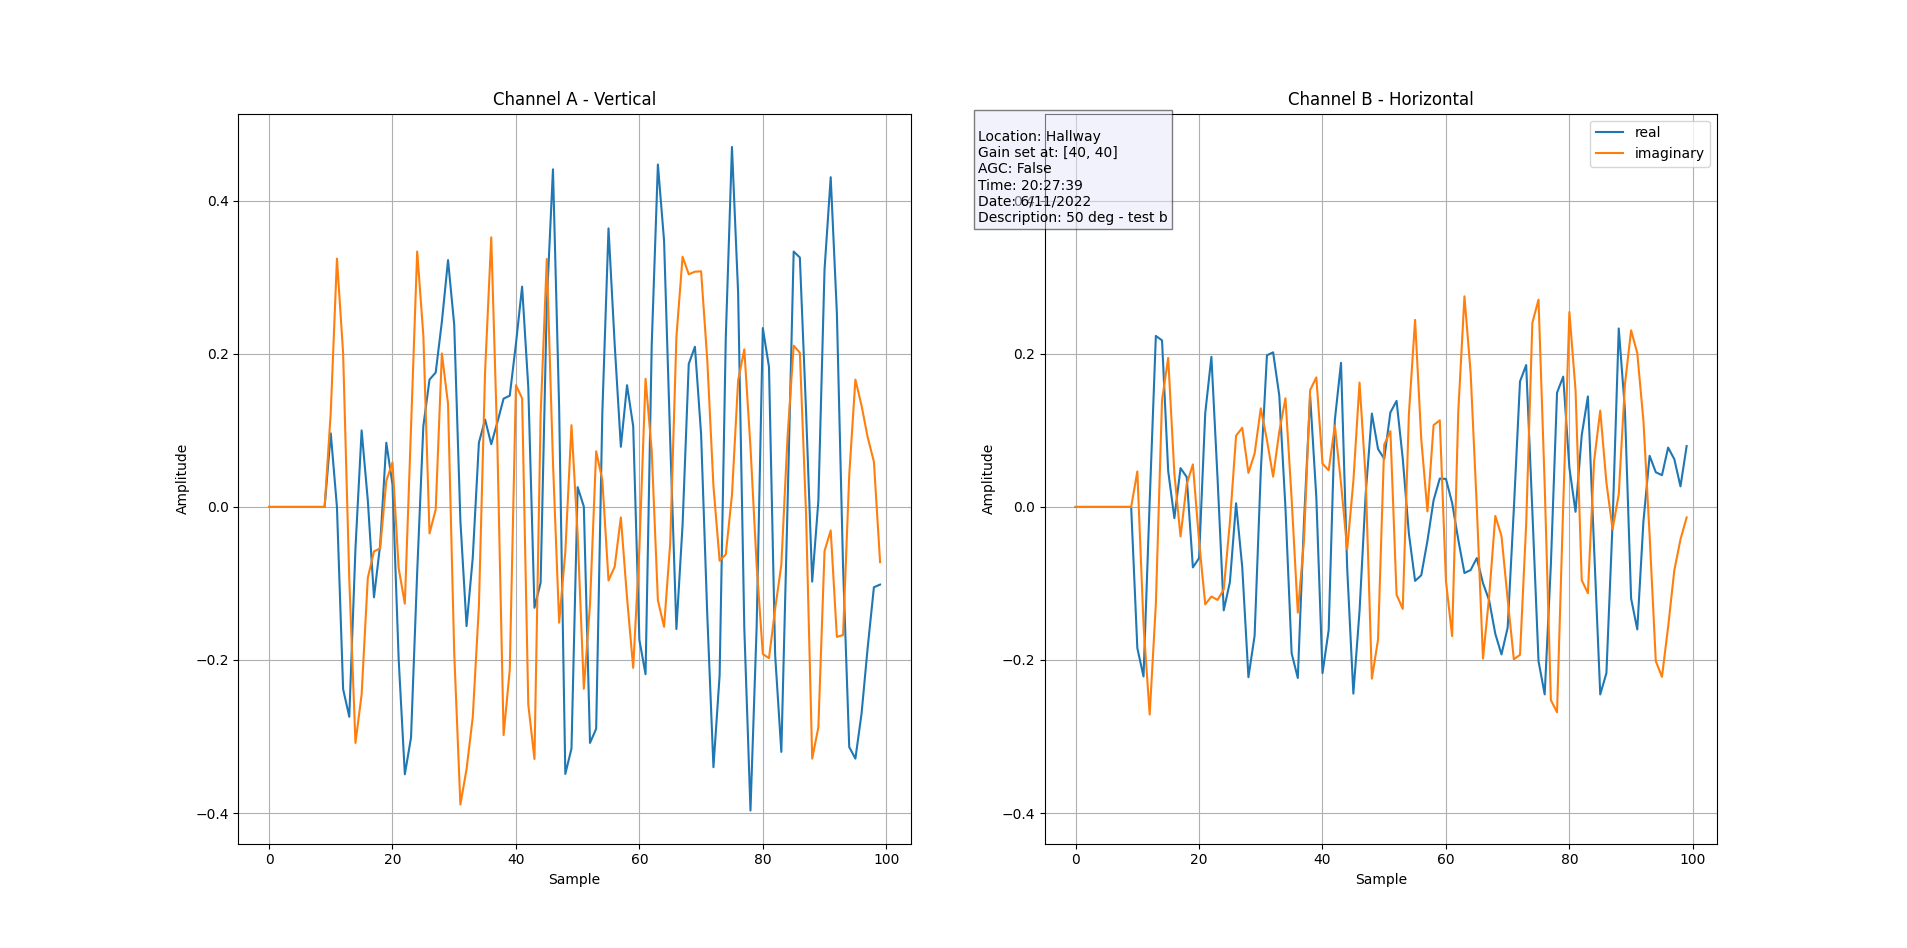 Channel A - Vertical
0.4
0.2
0.0
−0.2
−0.4
Amplitude
0
20
40
60
80
100
Sample
Channel B - Horizontal
Location: Hallway
Gain set at: [40, 40]
AGC: False
Time: 20:27:39
Date: 6/11/2022
Description: 50 deg - test b
real
imaginary
0.4
0.2
0.0
−0.2
−0.4
Amplitude
0
20
40
60
80
100
Sample